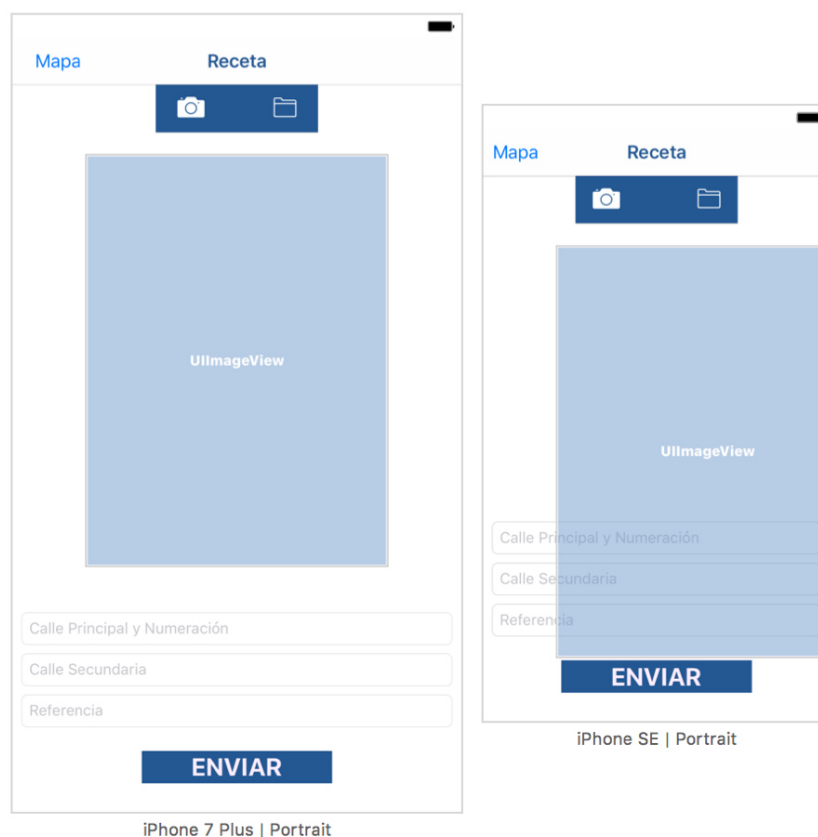 Mapa
Receta
UIImageView
Calle Principal y Numeración
Calle Secundaria
Referencia
ENVIAR
iPhone 7 Plus | Portrait
Mapa
Receta
UIImageView
Calle Principal y Numeración
Calle Secundaria
Referencia
ENVIAR
iPhone SE | Portrait